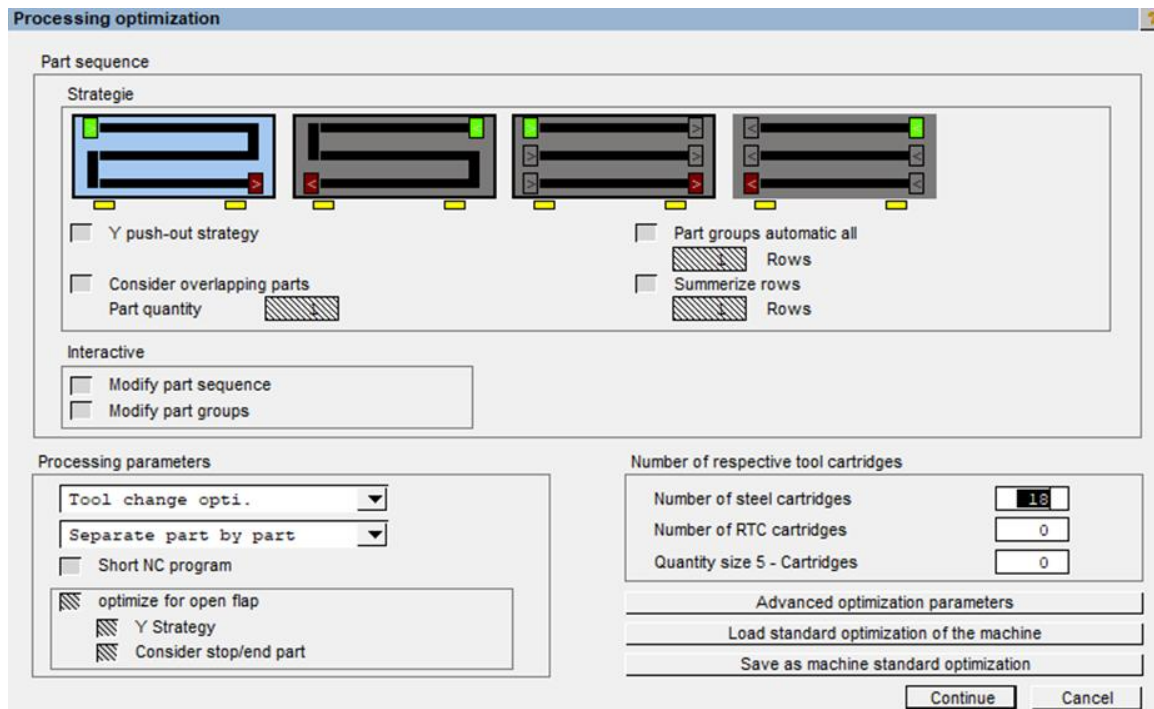 Processing optimization
?
Part sequence
Strategie
> >
< <
> > > > > >
< < < < < <
Y push-out strategy
Part groups automatic all
1 Rows
Consider overlapping parts
Summerize rows
Part quantity 1
1 Rows
Interactive
Modify part sequence
Modify part groups
Processing parameters
Number of respective tool cartridges
Tool change opti.
Number of steel cartridges 18
Separate part by part
Number of RTC cartridges 0
Short NC program
Quantity size 5 - Cartridges 0
optimize for open flap
Advanced optimization parameters
Y Strategy
Load standard optimization of the machine
Consider stop/end part
Save as machine standard optimization
Continue Cancel